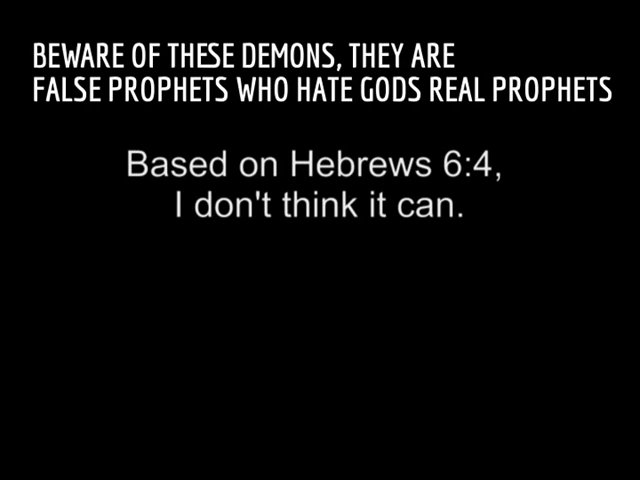 BEWARE OF THESE DEMONS, THEY ARE
FALSE PROPHETS WHO HATE GODS REAL PROPHETS
Based on Hebrews 6:4,
I don't think it can.